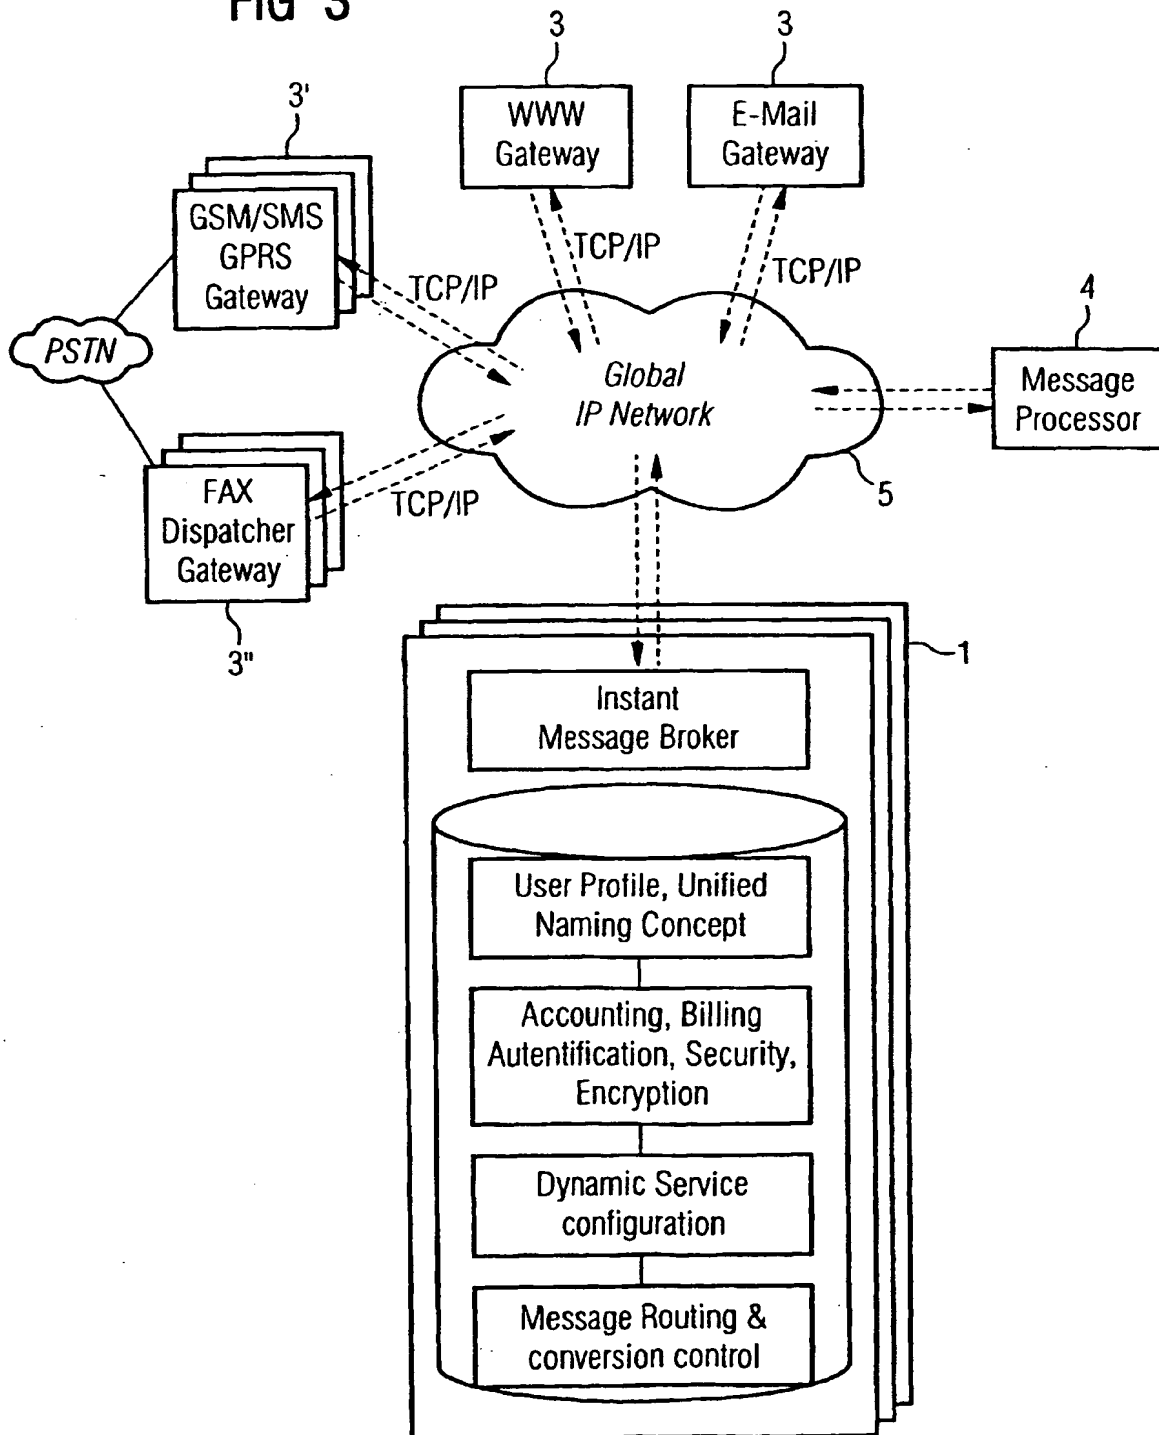 FIG 3
3
3
WWW
Gateway
E-Mail
Gateway
3'
GSM/SMS
GPRS
Gateway
TCP/IP
TCP/IP
TCP/IP
4
PSTN
Global
IP Network
Message
Processor
5
FAX
Dispatcher
Gateway
TCP/IP
3"
1
Instant
Message Broker
User Profile, Unified
Naming Concept
Accounting, Billing
Autentification, Security,
Encryption
Dynamic Service
configuration
Message Routing &
conversion control